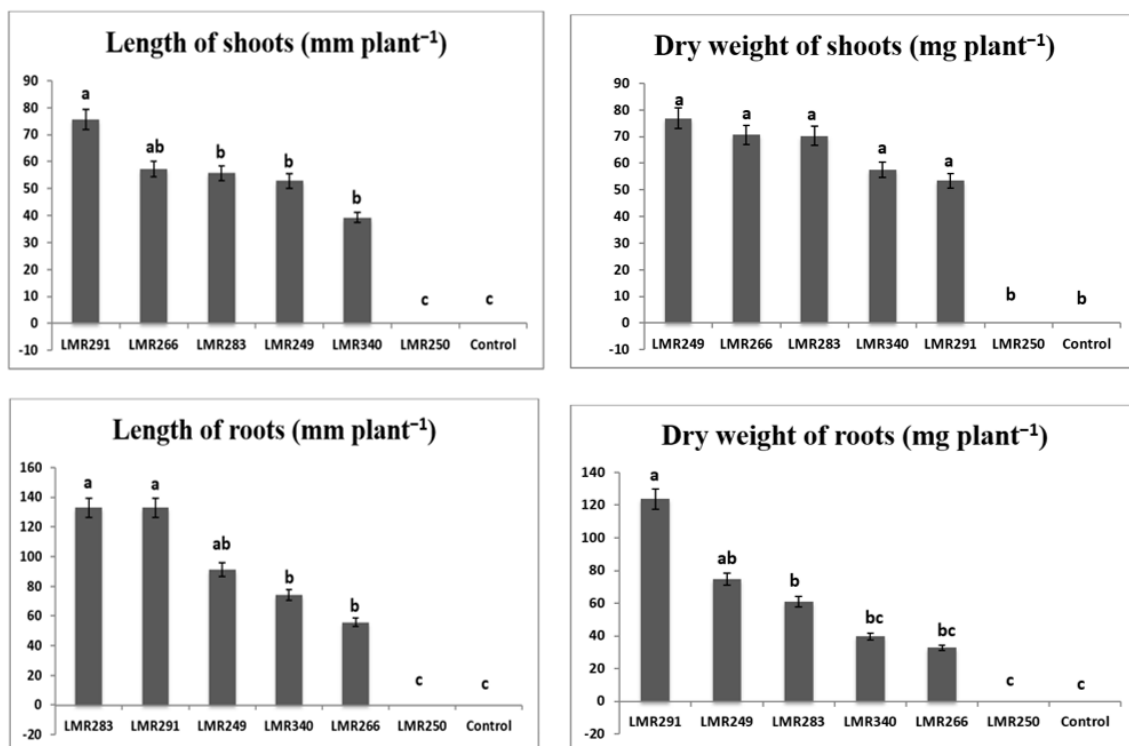 Length of shoots (mm plant⁻¹)
90
80
70
60
50
40
30
20
10
0
-10
a
ab
b
b
b
c
c
LMR291 LMR266 LMR283 LMR249 LMR340 LMR250 Control
Dry weight of shoots (mg plant⁻¹)
90
80
70
60
50
40
30
20
10
0
-10
a
a
a
a
a
b
b
LMR249 LMR266 LMR283 LMR340 LMR291 LMR250 Control
Length of roots (mm plant⁻¹)
160
140
120
100
80
60
40
20
0
-20
a
a
ab
b
b
c
c
LMR283 LMR291 LMR249 LMR340 LMR266 LMR250 Control
Dry weight of roots (mg plant⁻¹)
140
120
100
80
60
40
20
0
-20
a
ab
b
bc
bc
c
c
LMR291 LMR249 LMR283 LMR340 LMR266 LMR250 Control